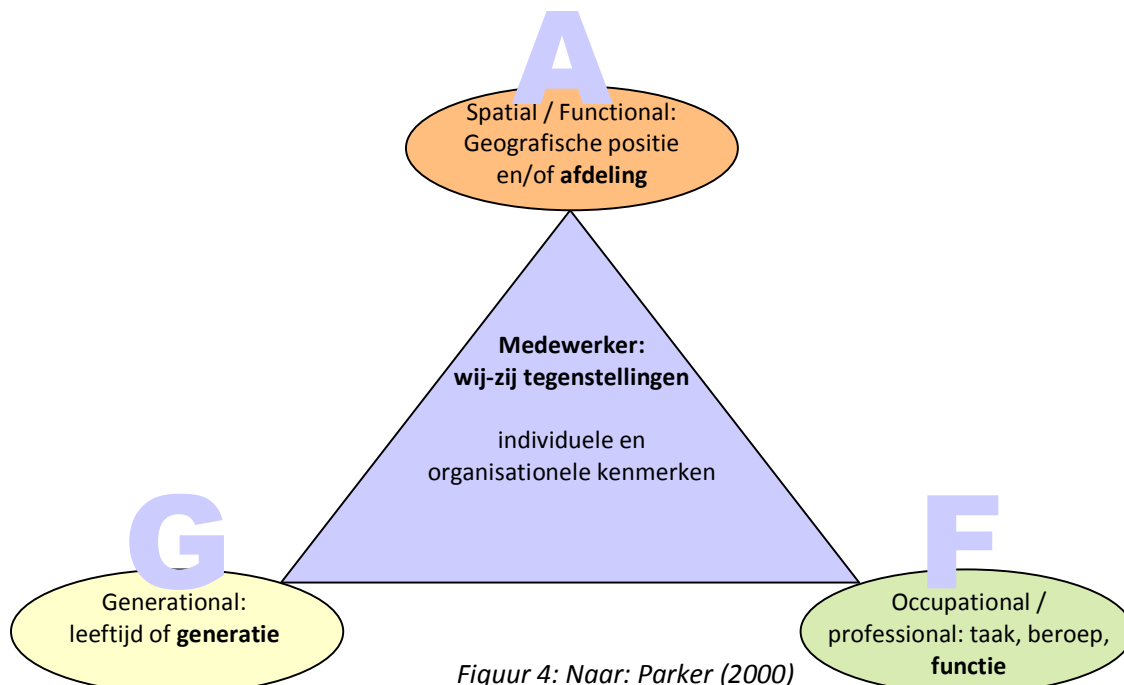 A
Spatial / Functional:
Geografische positie
en/of afdeling
Medewerker:
wij-zij tegenstellingen
individuele en
organisationele kenmerken
G
Generational:
leeftijd of generatie
F
Occupational /
professional: taak, beroep,
functie
Figuur 4: Naar: Parker (2000)